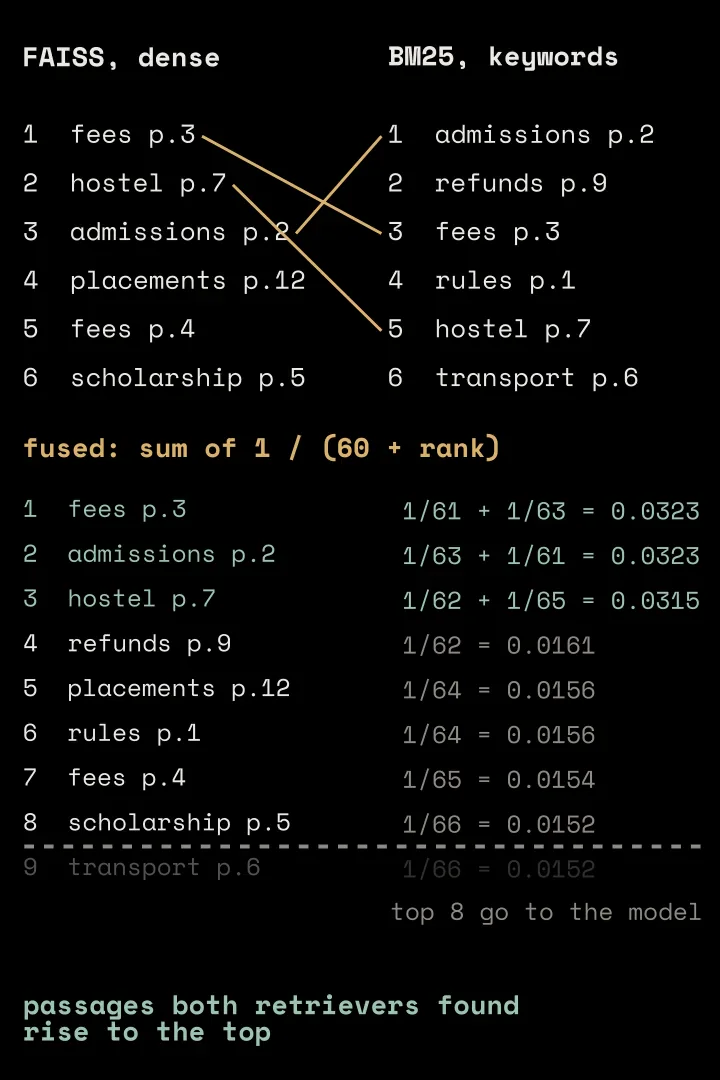 FAISS, dense
BM25, keywords
1 fees p.3
1 admissions p.2
2 hostel p.7
2 refunds p.9
3 admissions p.2
3 fees p.3
4 placements p.12
4 rules p.1
5 fees p.4
5 hostel p.7
6 scholarship p.5
6 transport p.6
fused: sum of 1 / (60 + rank)
1 fees p.3 1/61 + 1/63 = 0.0323
2 admissions p.2 1/63 + 1/61 = 0.0323
3 hostel p.7 1/62 + 1/65 = 0.0315
4 refunds p.9 1/62 = 0.0161
5 placements p.12 1/64 = 0.0156
6 rules p.1 1/64 = 0.0156
7 fees p.4 1/65 = 0.0154
8 scholarship p.5 1/66 = 0.0152
9 transport p.6 1/66 = 0.0152
top 8 go to the model
passages both retrievers found
rise to the top